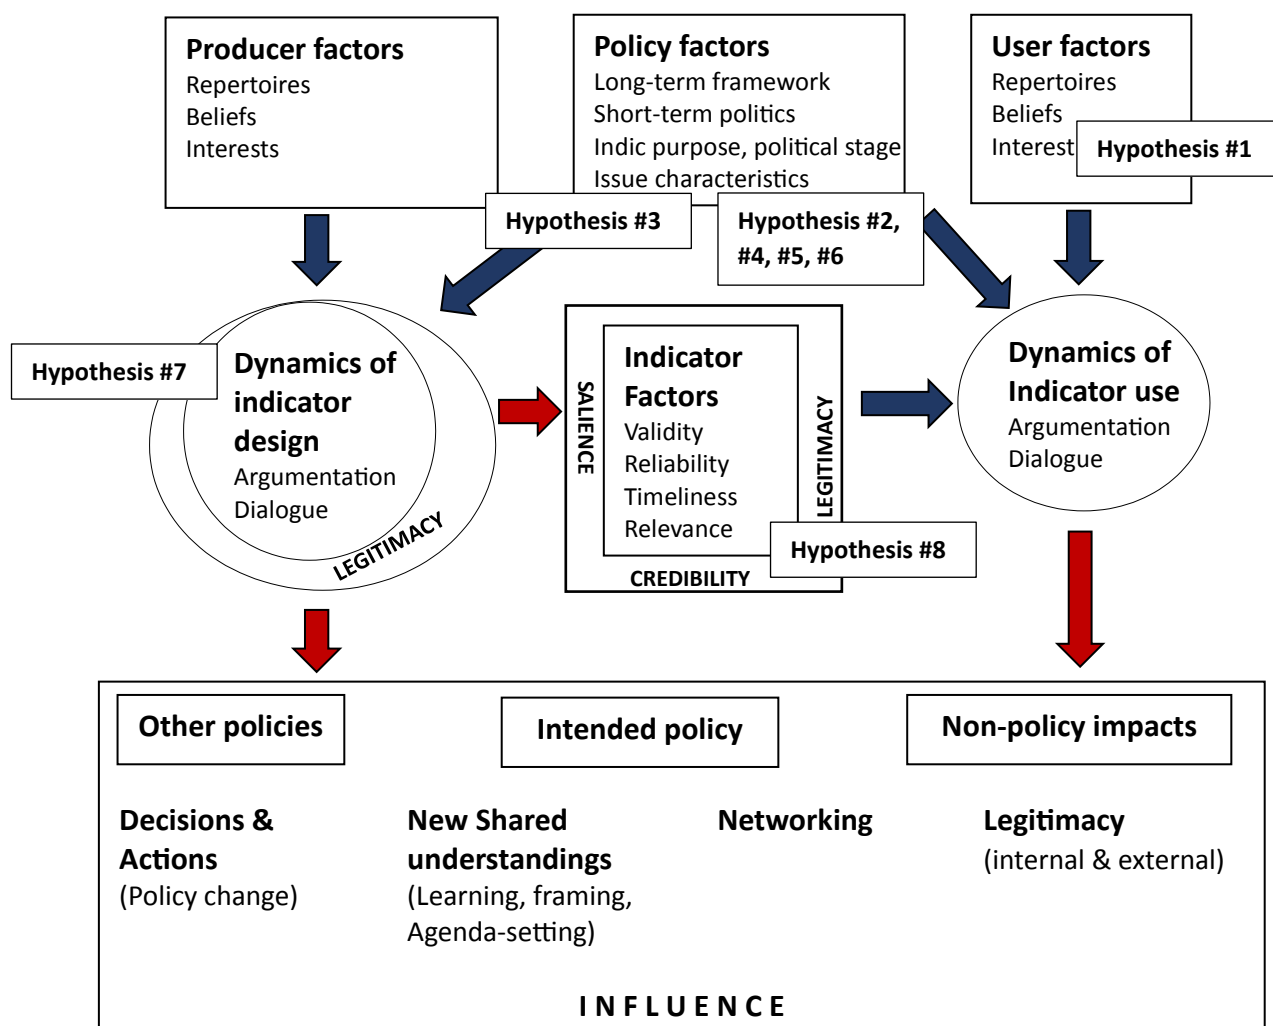 Producer factors
Repertoires
Beliefs
Interests
Policy factors
Long-term framework
Short-term politics
Indic purpose, political stage
Issue characteristics
User factors
Repertoires
Beliefs
Interest
Hypothesis #1
Hypothesis #3
Hypothesis #2,
#4, #5, #6
Hypothesis #7
Dynamics of
indicator
design
Argumentation
Dialogue
LEGITIMACY
SALIENCE
Indicator
Factors
Validity
Reliability
Timeliness
Relevance
LEGITIMACY
CREDIBILITY
Hypothesis #8
Dynamics of
Indicator use
Argumentation
Dialogue
Other policies
Intended policy
Non-policy impacts
Decisions &
Actions
(Policy change)
New Shared
understandings
(Learning, framing,
Agenda-setting)
Networking
Legitimacy
(internal & external)
INFLUENCE